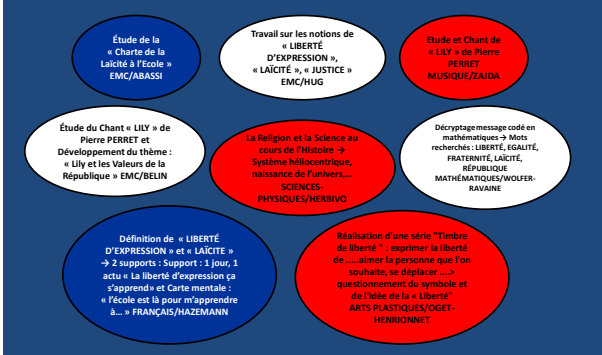 Étude de la
« Charte de la
Laïcité à l'Ecole »
EMC/ABASSI
Travail sur les notions de
« LIBERTÉ
D'EXPRESSION »,
« LAÏCITÉ », « JUSTICE »
EMC/HUG
Etude et Chant de
« LILY » de Pierre
PERRET
MUSIQUE/ZAJDA
Étude du Chant « LILY » de
Pierre PERRET et
Développement du thème :
« Lily et les Valeurs de la
République » EMC/BELIN
La Religion et la Science au
cours de l'Histoire →
Système héliocentrique,
naissance de l'univers,...
SCIENCES-
PHYSIQUES/HERBIVO
Décryptage message codé en
mathématiques → Mots
recherchés : LIBERTÉ, EGALITÉ,
FRATERNITÉ, LAÏCITÉ,
RÉPUBLIQUE
MATHÉMATIQUES/WOLFER-
RAVAINE
Définition de « LIBERTÉ
D'EXPRESSION » et « LAÏCITE »
→ 2 supports : Support : 1 jour, 1
actu « La liberté d'expression ça
s'apprend» et Carte mentale :
« l'école est là pour m'apprendre
à... » FRANÇAIS/HAZEMANN
Réalisation d'une série "Timbre
de liberté " : exprimer la liberté
de .....aimer la personne que l'on
souhaite, se déplacer ....>
questionnement du symbole et
de l'idée de la « Liberté"
ARTS PLASTIQUES/OGET-
HENRIONNET